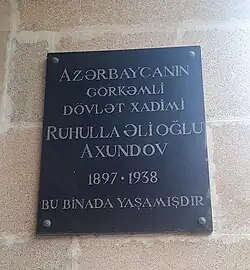 AZƏRBAYCANIN
GÖRKƏMLİ
DÖVLƏT XADİMİ
RUHULLA ƏLİ OĞLU
AXUNDOV
1897 · 1938
BU BİNADA YAŞAMIŞDIR